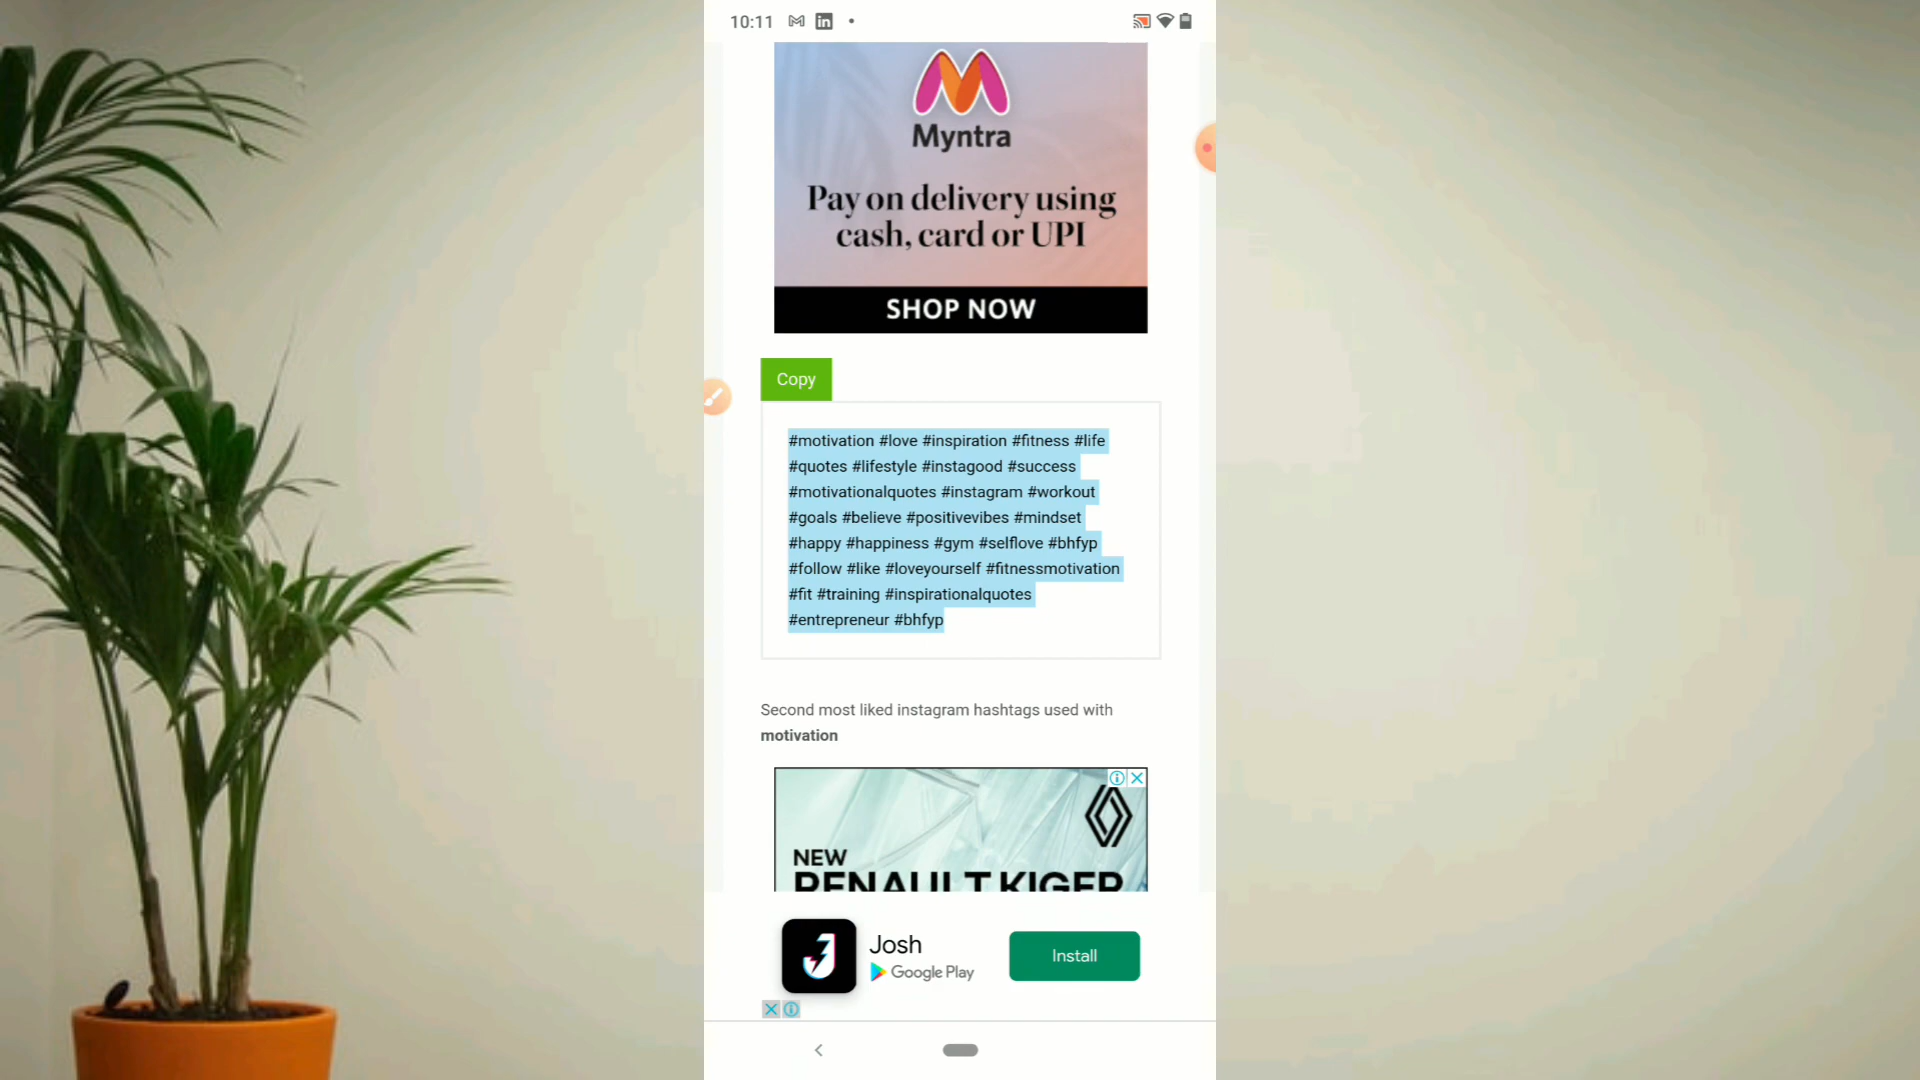 10:11
Myntra
Pay on delivery using
cash, card or UPI
SHOP NOW
Copy
#motivation #love #inspiration #fitness #life
#quotes #lifestyle #instagood #success
#motivationalquotes #instagram #workout
#goals #believe #positivevibes #mindset
#happy #happiness #gym #selflove #bhfyp
#follow #like #loveyourself #fitnessmotivation
#fit #training #inspirationalquotes
#entrepreneur #bhfyp
Second most liked instagram hashtags used with
motivation
NEW
RENAULT KIGER
Josh
Google Play
Install